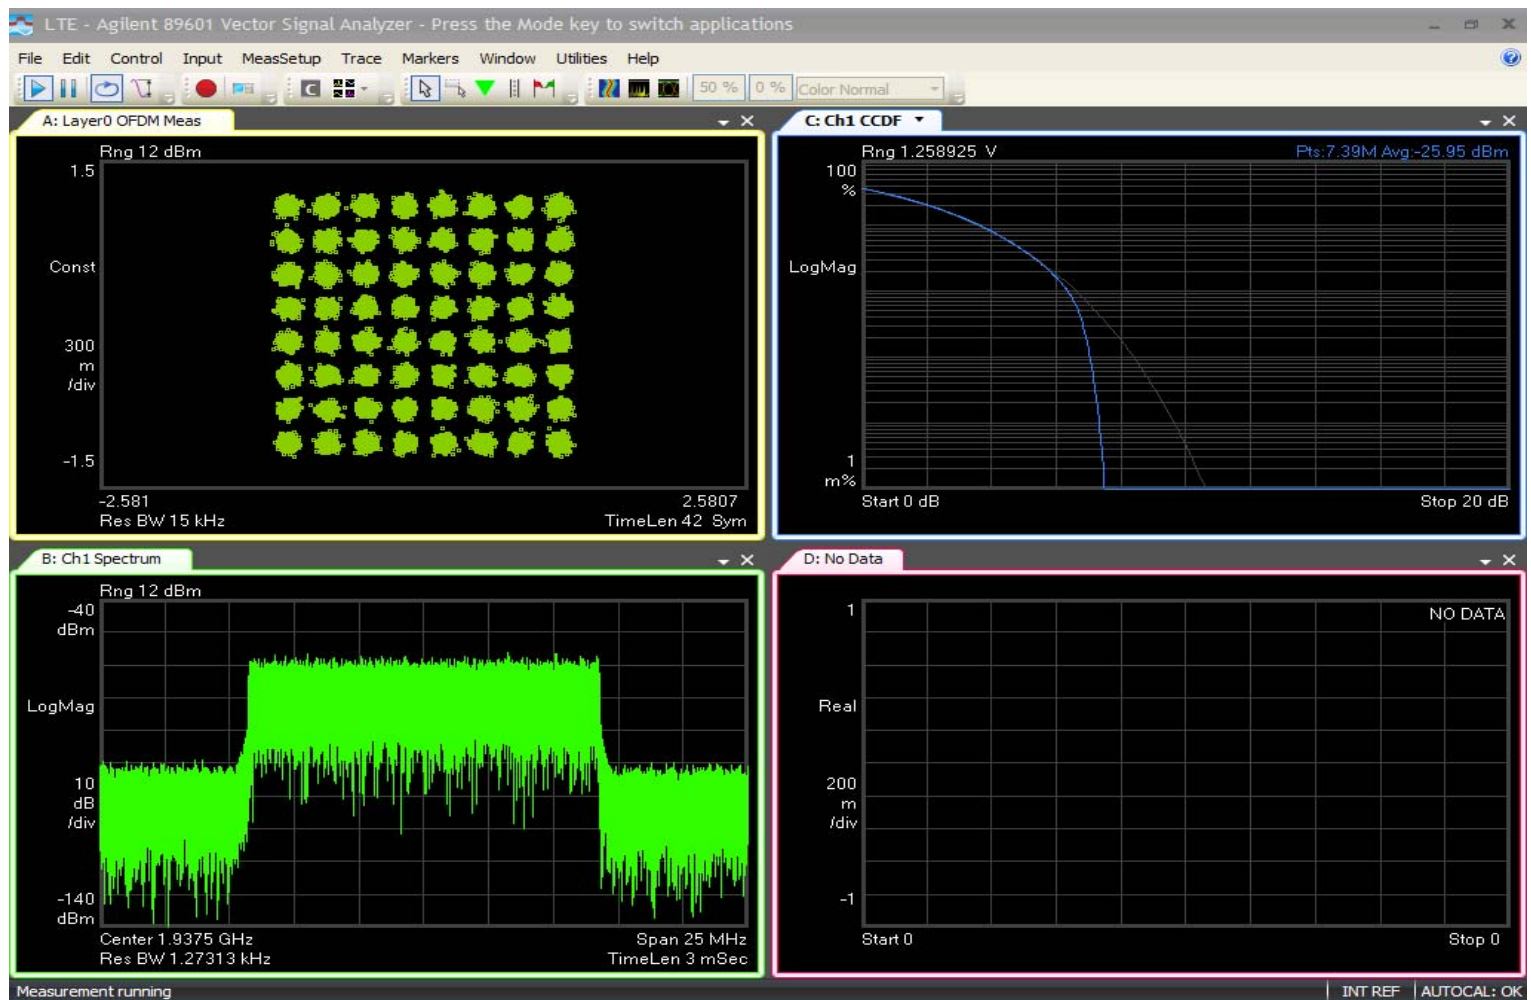 LTE - Agilent 89601 Vector Signal Analyzer - Press the Mode key to switch applications
File Edit Control Input MeasSetup Trace Markers Window Utilities Help
C 50 % 0 % Color Normal
A: Layer0 OFDM Meas
Rng 12 dBm
1.5
Const
300
m
/div
-1.5
-2.581 2.5807
Res BW 15 kHz TimeLen 42 Sym
C: Ch1 CCDF
Rng 1.258925 V Pts:7.39M Avg:-25.95 dBm
100
%
LogMag
1
m%
Start 0 dB Stop 20 dB
B: Ch1 Spectrum
Rng 12 dBm
-40
dBm
LogMag
10
dB
/div
-140
dBm
Center 1.9375 GHz Span 25 MHz
Res BW 1.27313 kHz TimeLen 3 mSec
D: No Data
1 NO DATA
Real
200
m
/div
-1
Start 0 Stop 0
Measurement running INT REF AUTOCAL: OK